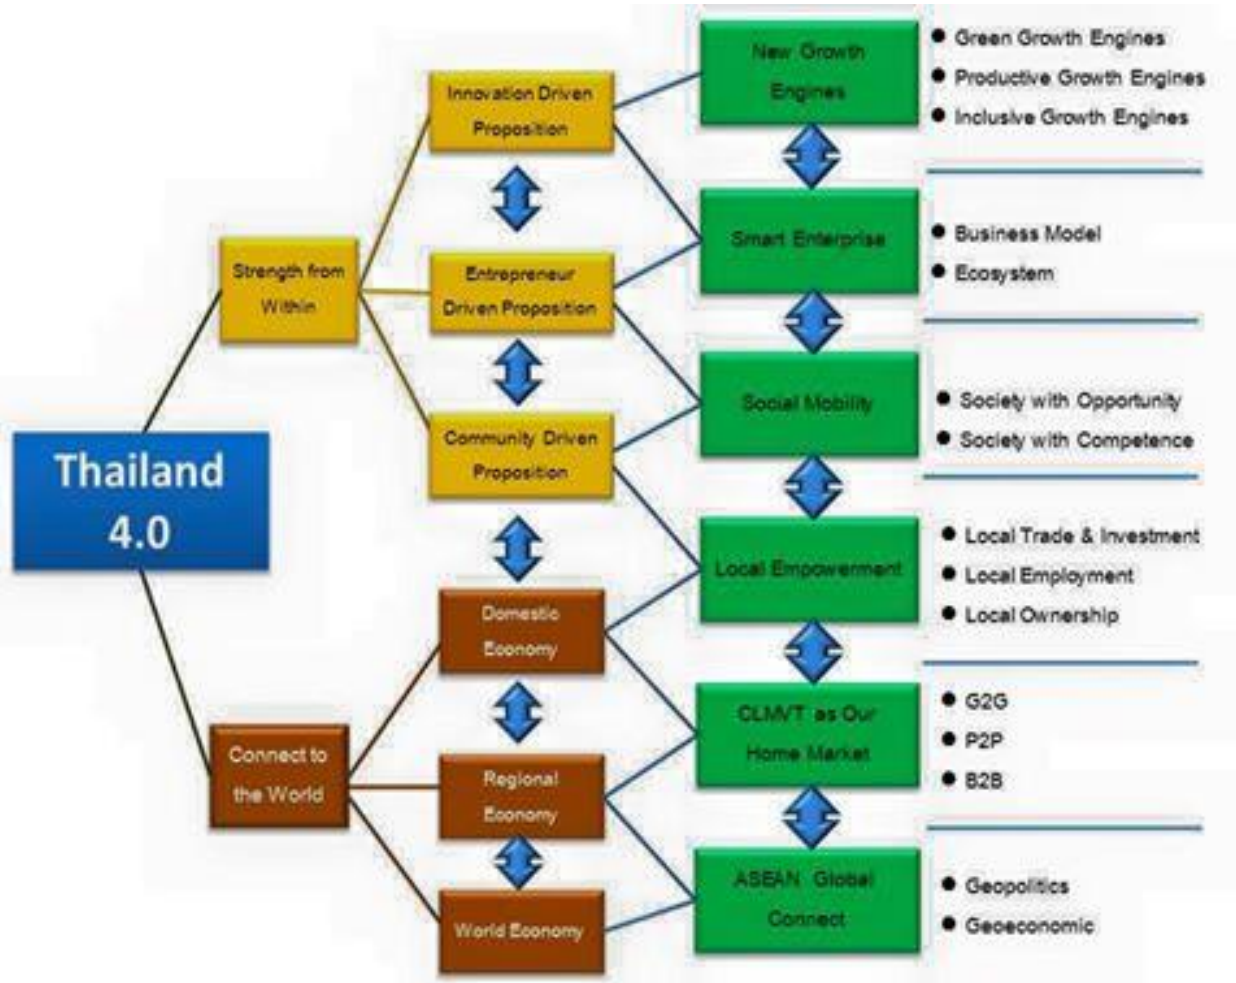 Thailand
4.0
Strength from
Within
Connect to
the World
Innovation Driven
Proposition
Entrepreneur
Driven Proposition
Community Driven
Proposition
Domestic
Economy
Regional
Economy
World Economy
New Growth
Engines
Smart Enterprise
Social Mobility
Local Empowerment
CLMVT as Our
Home Market
ASEAN Global
Connect
● Green Growth Engines
● Productive Growth Engines
● Inclusive Growth Engines
● Business Model
● Ecosystem
● Society with Opportunity
● Society with Competence
● Local Trade & Investment
● Local Employment
● Local Ownership
● G2G
● P2P
● B2B
● Geopolitics
● Geoeconomic